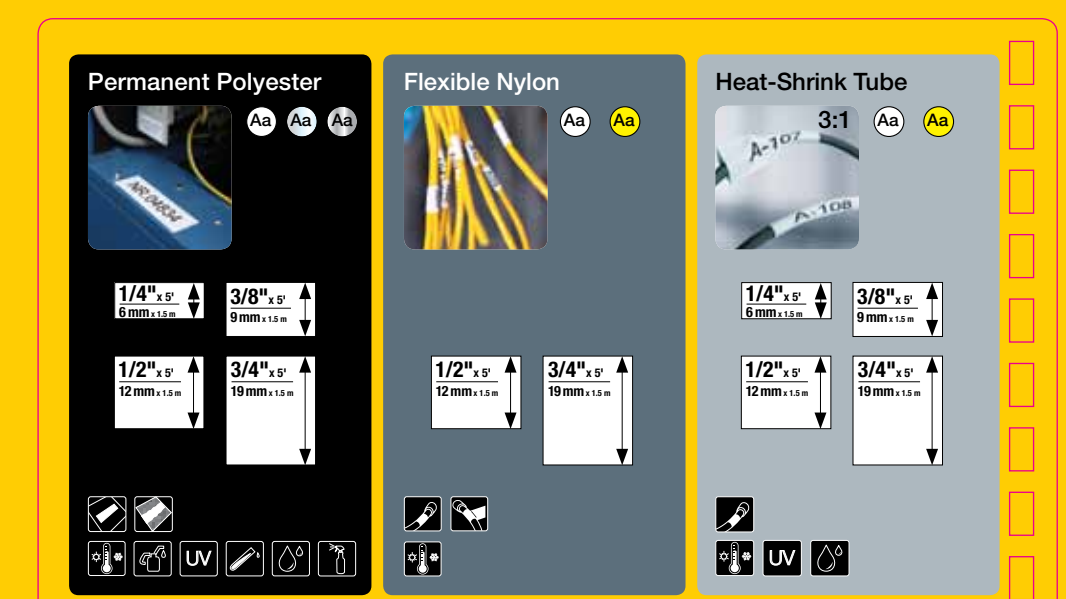 Permanent Polyester
Aa Aa Aa
NR.04834
1/4" x 5'
6 mm x 1.5 m
3/8" x 5'
9 mm x 1.5 m
1/2" x 5'
12 mm x 1.5 m
3/4" x 5'
19 mm x 1.5 m
UV
Flexible Nylon
Aa Aa
1/2" x 5'
12 mm x 1.5 m
3/4" x 5'
19 mm x 1.5 m
Heat-Shrink Tube
3:1
Aa Aa
A-107
A-108
1/4" x 5'
6 mm x 1.5 m
3/8" x 5'
9 mm x 1.5 m
1/2" x 5'
12 mm x 1.5 m
3/4" x 5'
19 mm x 1.5 m
UV